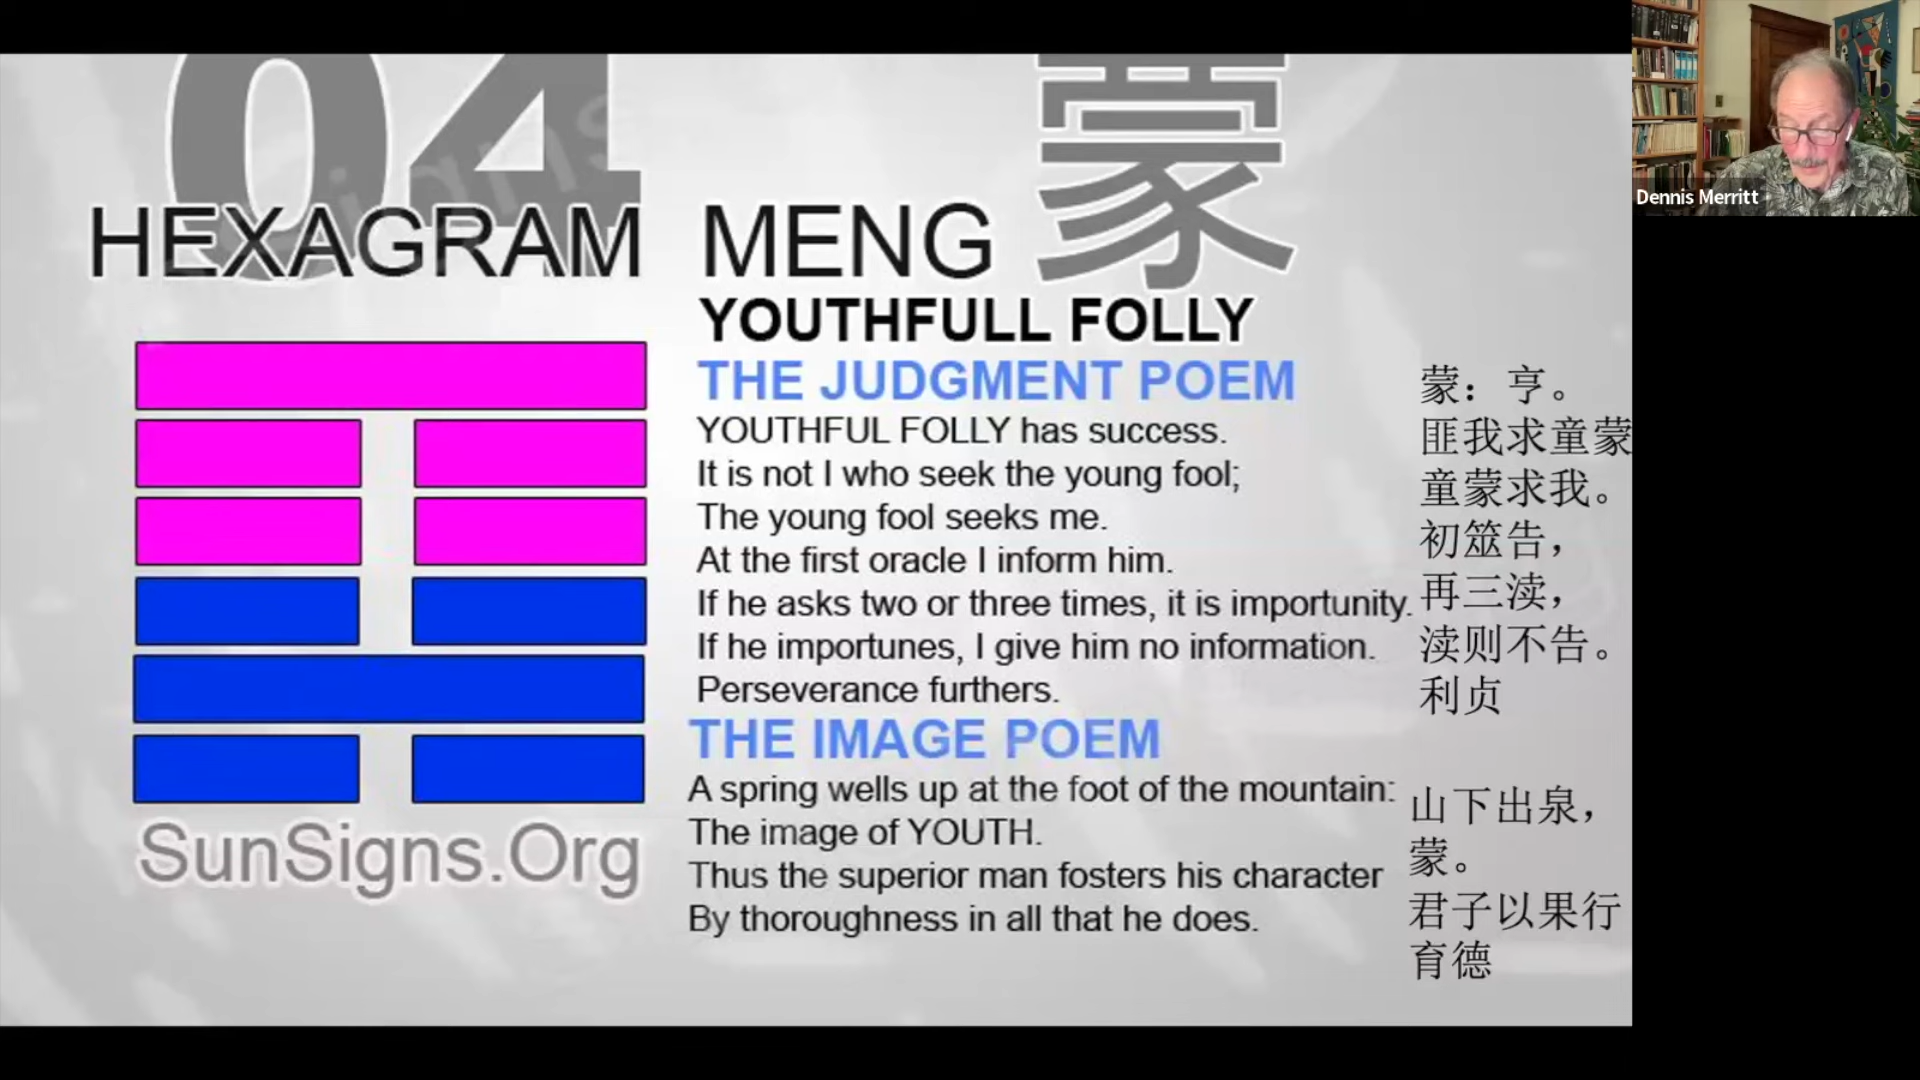 04
HEXAGRAM
MENG 蒙
YOUTHFULL FOLLY
THE JUDGMENT POEM
YOUTHFUL FOLLY has success.
It is not I who seek the young fool;
The young fool seeks me.
At the first oracle I inform him.
If he asks two or three times, it is importunity.
If he importunes, I give him no information.
Perseverance furthers.
THE IMAGE POEM
A spring wells up at the foot of the mountain:
The image of YOUTH.
Thus the superior man fosters his character
By thoroughness in all that he does.
蒙：亨。
匪我求童蒙
童蒙求我。
初筮告，
再三渎，
渎则不告。
利贞
山下出泉，
蒙。
君子以果行
育德
SunSigns.Org
Dennis Merritt